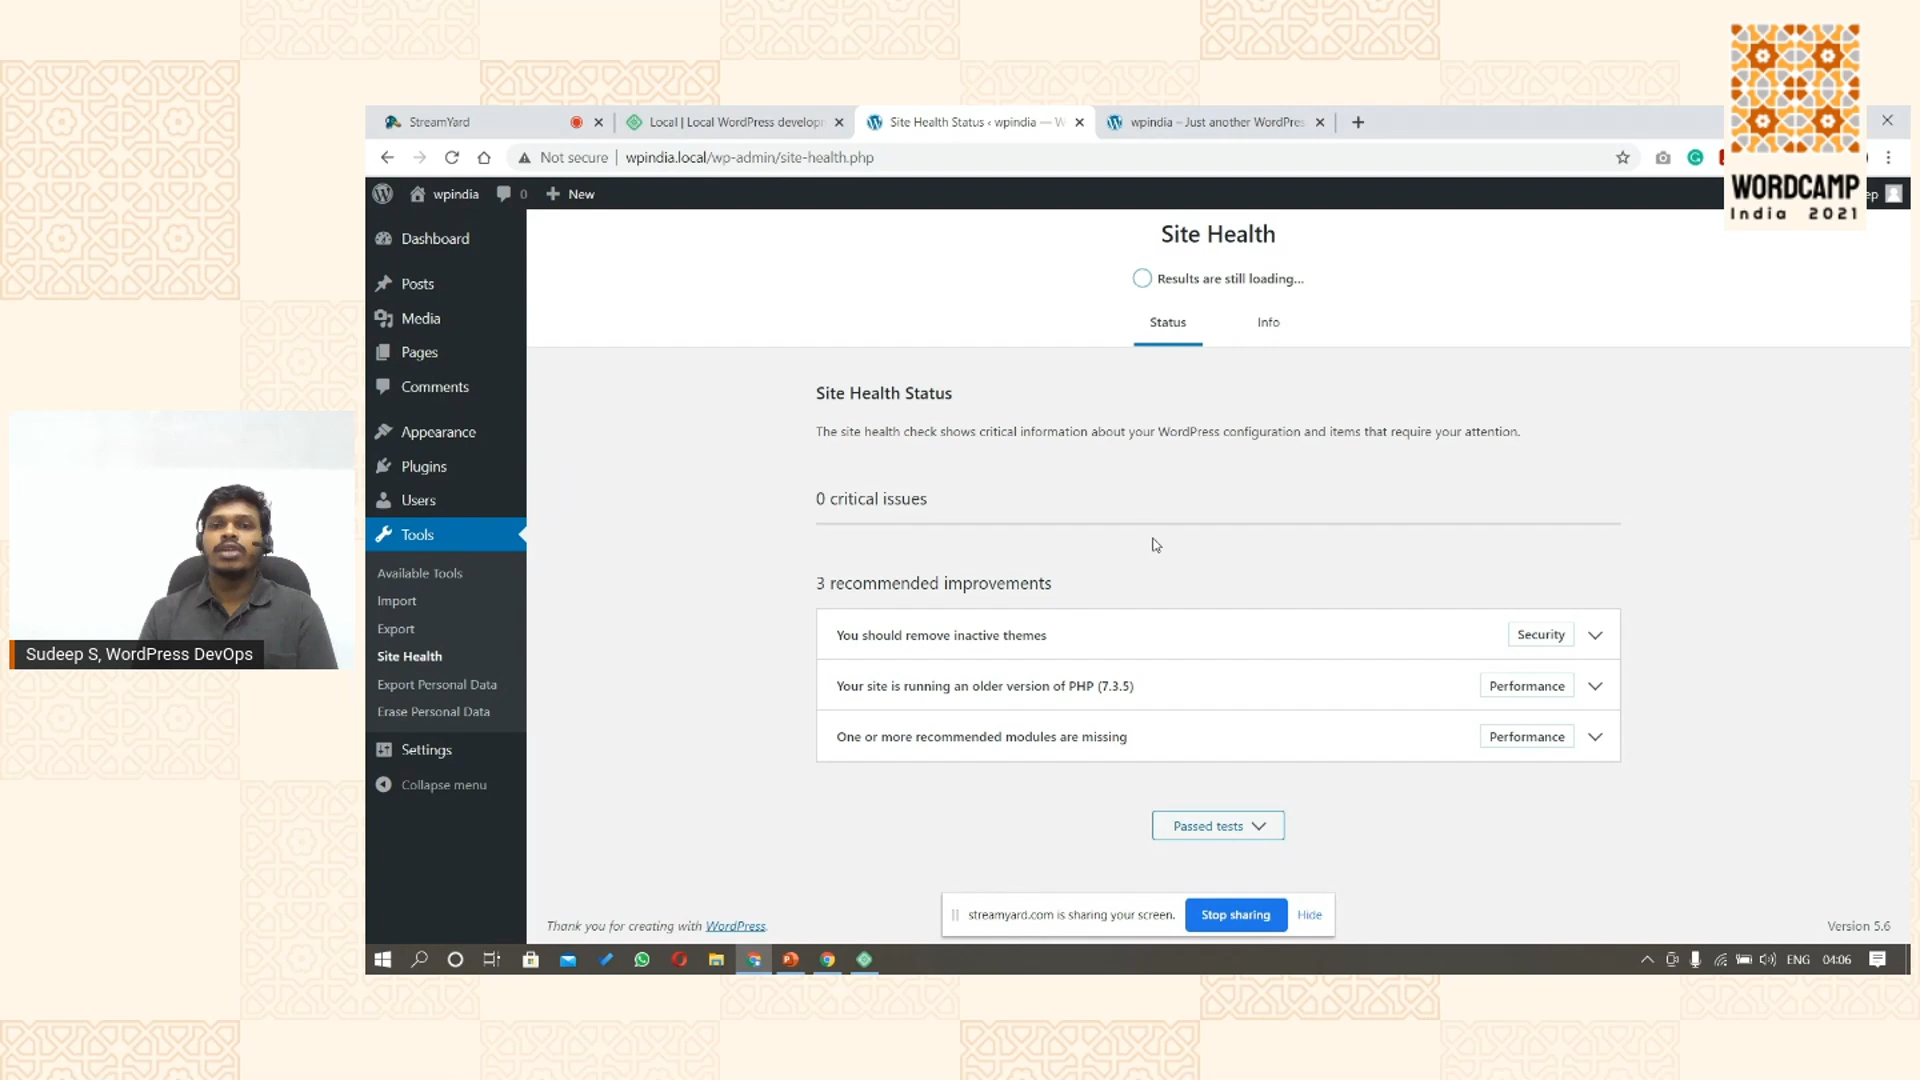 WORDCAMP
India 2021
StreamYard
Local | Local WordPress developm
Site Health Status ‹ wpindia — W
wpindia – Just another WordPres
Not secure
wpindia.local/wp-admin/site-health.php
wpindia
0
New
ep
Dashboard
Posts
Media
Pages
Comments
Appearance
Plugins
Users
Tools
Available Tools
Import
Export
Site Health
Export Personal Data
Erase Personal Data
Settings
Collapse menu
Site Health
Results are still loading...
Status
Info
Site Health Status
The site health check shows critical information about your WordPress configuration and items that require your attention.
0 critical issues
3 recommended improvements
You should remove inactive themes
Security
Your site is running an older version of PHP (7.3.5)
Performance
One or more recommended modules are missing
Performance
Passed tests
streamyard.com is sharing your screen.
Stop sharing
Hide
Thank you for creating with WordPress.
Version 5.6
ENG
04:06
Sudeep S, WordPress DevOps